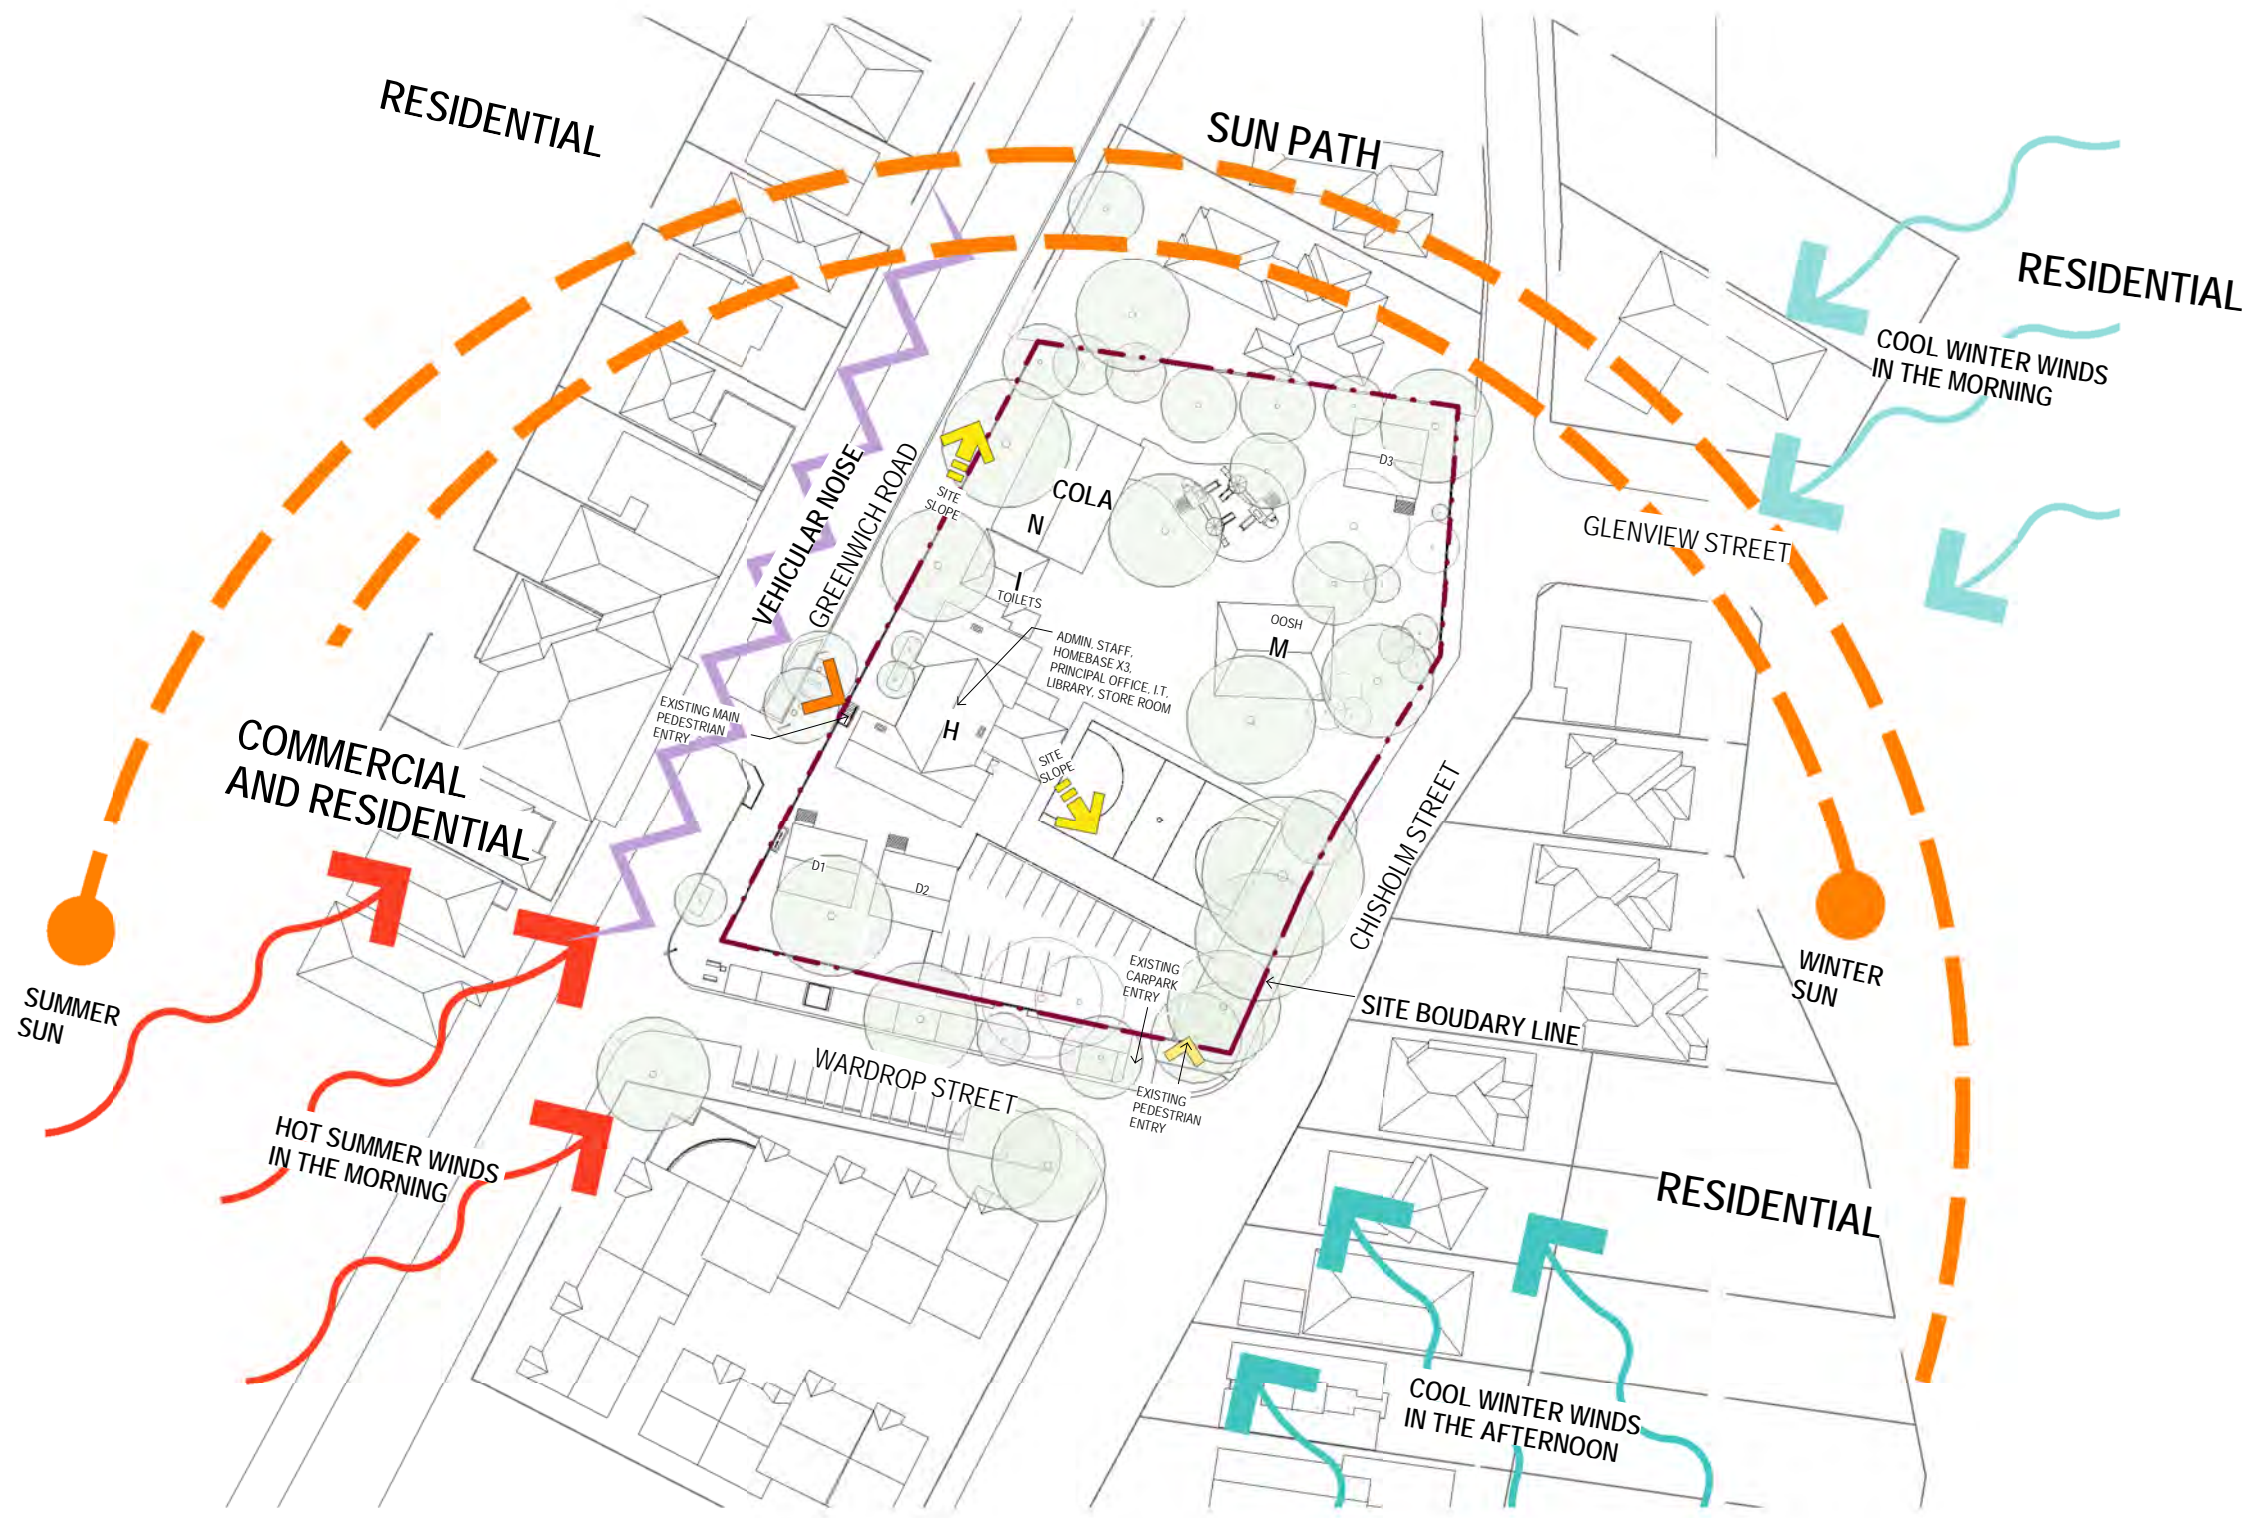 RESIDENTIAL
SUN PATH
RESIDENTIAL
COOL WINTER WINDS
IN THE MORNING
VEHICULAR NOISE
GREENWICH ROAD
SITE
SLOPE
COLA
N
I
TOILETS
D3
GLENVIEW STREET
OOSH
M
ADMIN, STAFF,
HOMEBASE X3,
PRINCIPAL OFFICE, I.T,
LIBRARY, STORE ROOM
EXISTING MAIN
PEDESTRIAN
ENTRY
H
SITE
SLOPE
COMMERCIAL
AND RESIDENTIAL
D1
D2
CHISHOLM STREET
EXISTING
CARPARK
ENTRY
SITE BOUDARY LINE
WINTER
SUN
SUMMER
SUN
WARDROP STREET
EXISTING
PEDESTRIAN
ENTRY
HOT SUMMER WINDS
IN THE MORNING
RESIDENTIAL
COOL WINTER WINDS
IN THE AFTERNOON